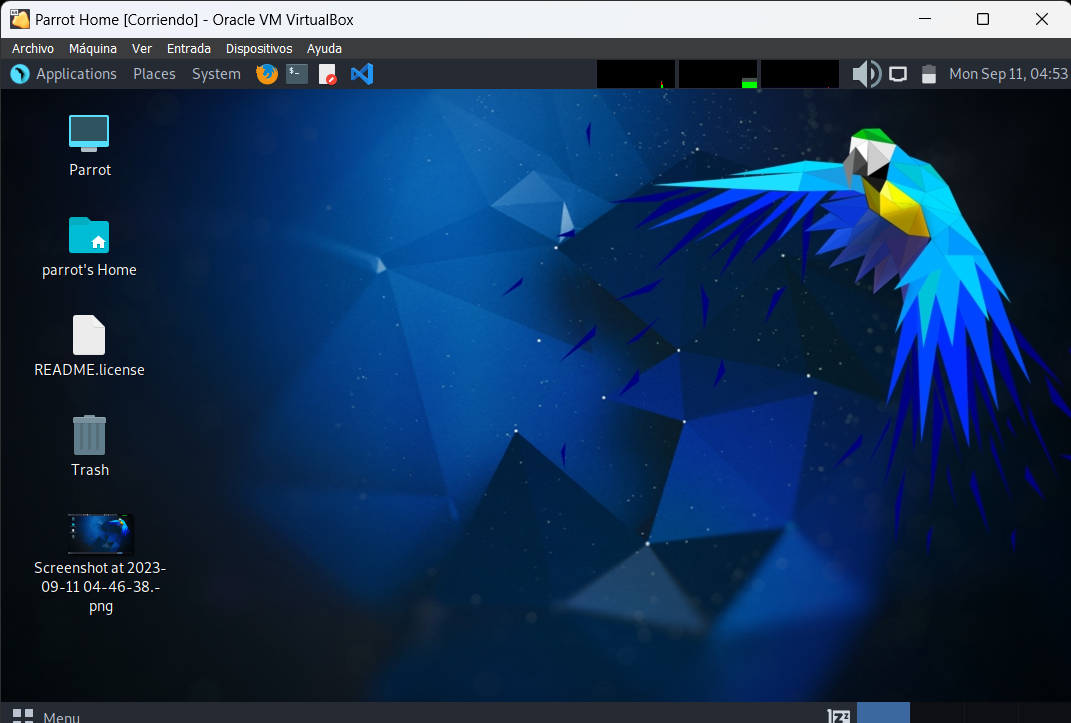 Parrot Home [Corriendo] - Oracle VM VirtualBox
Archivo Máquina Ver Entrada Dispositivos Ayuda
Applications Places System $- Mon Sep 11, 04:53
Parrot
parrot's Home
README.license
Trash
Screenshot at 2023-
09-11 04-46-38.-
png
Menu